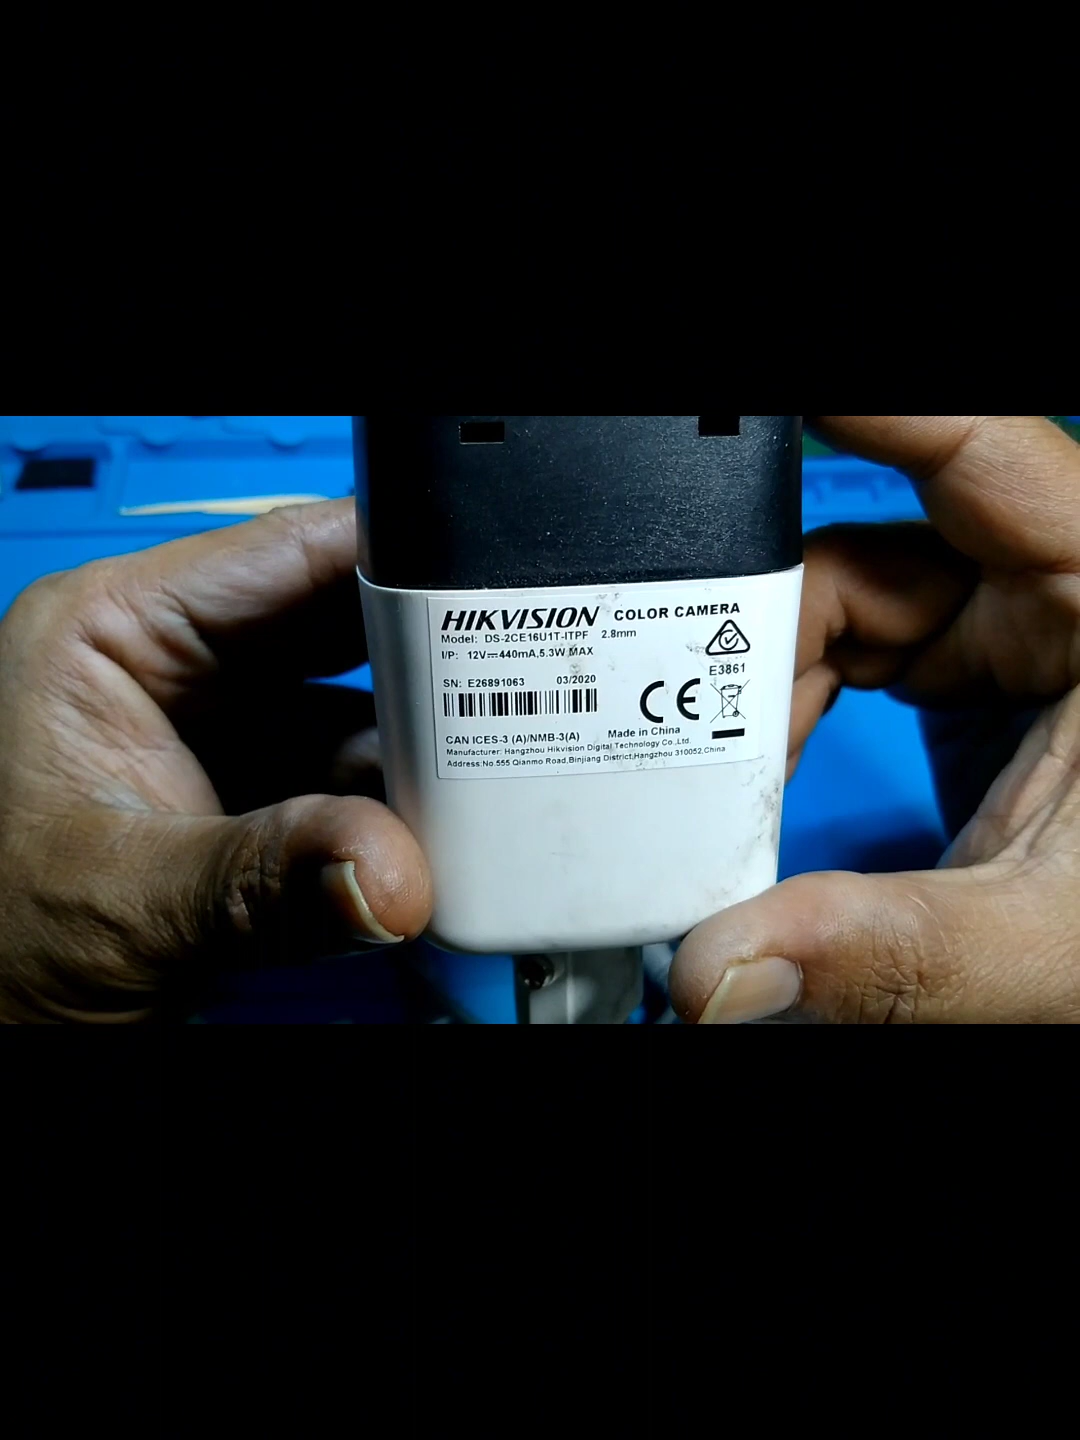 HIKVISION COLOR CAMERA
Model: DS-2CE16U1T-ITPF 2.8mm
I/P: 12V⎓440mA,5.3W MAX
E3861
SN: E26891063 03/2020
CE
CAN ICES-3 (A)/NMB-3(A) Made in China
Manufacturer: Hangzhou Hikvision Digital Technology Co.,Ltd.
Address:No.555 Qianmo Road,Binjiang District,Hangzhou 310052,China